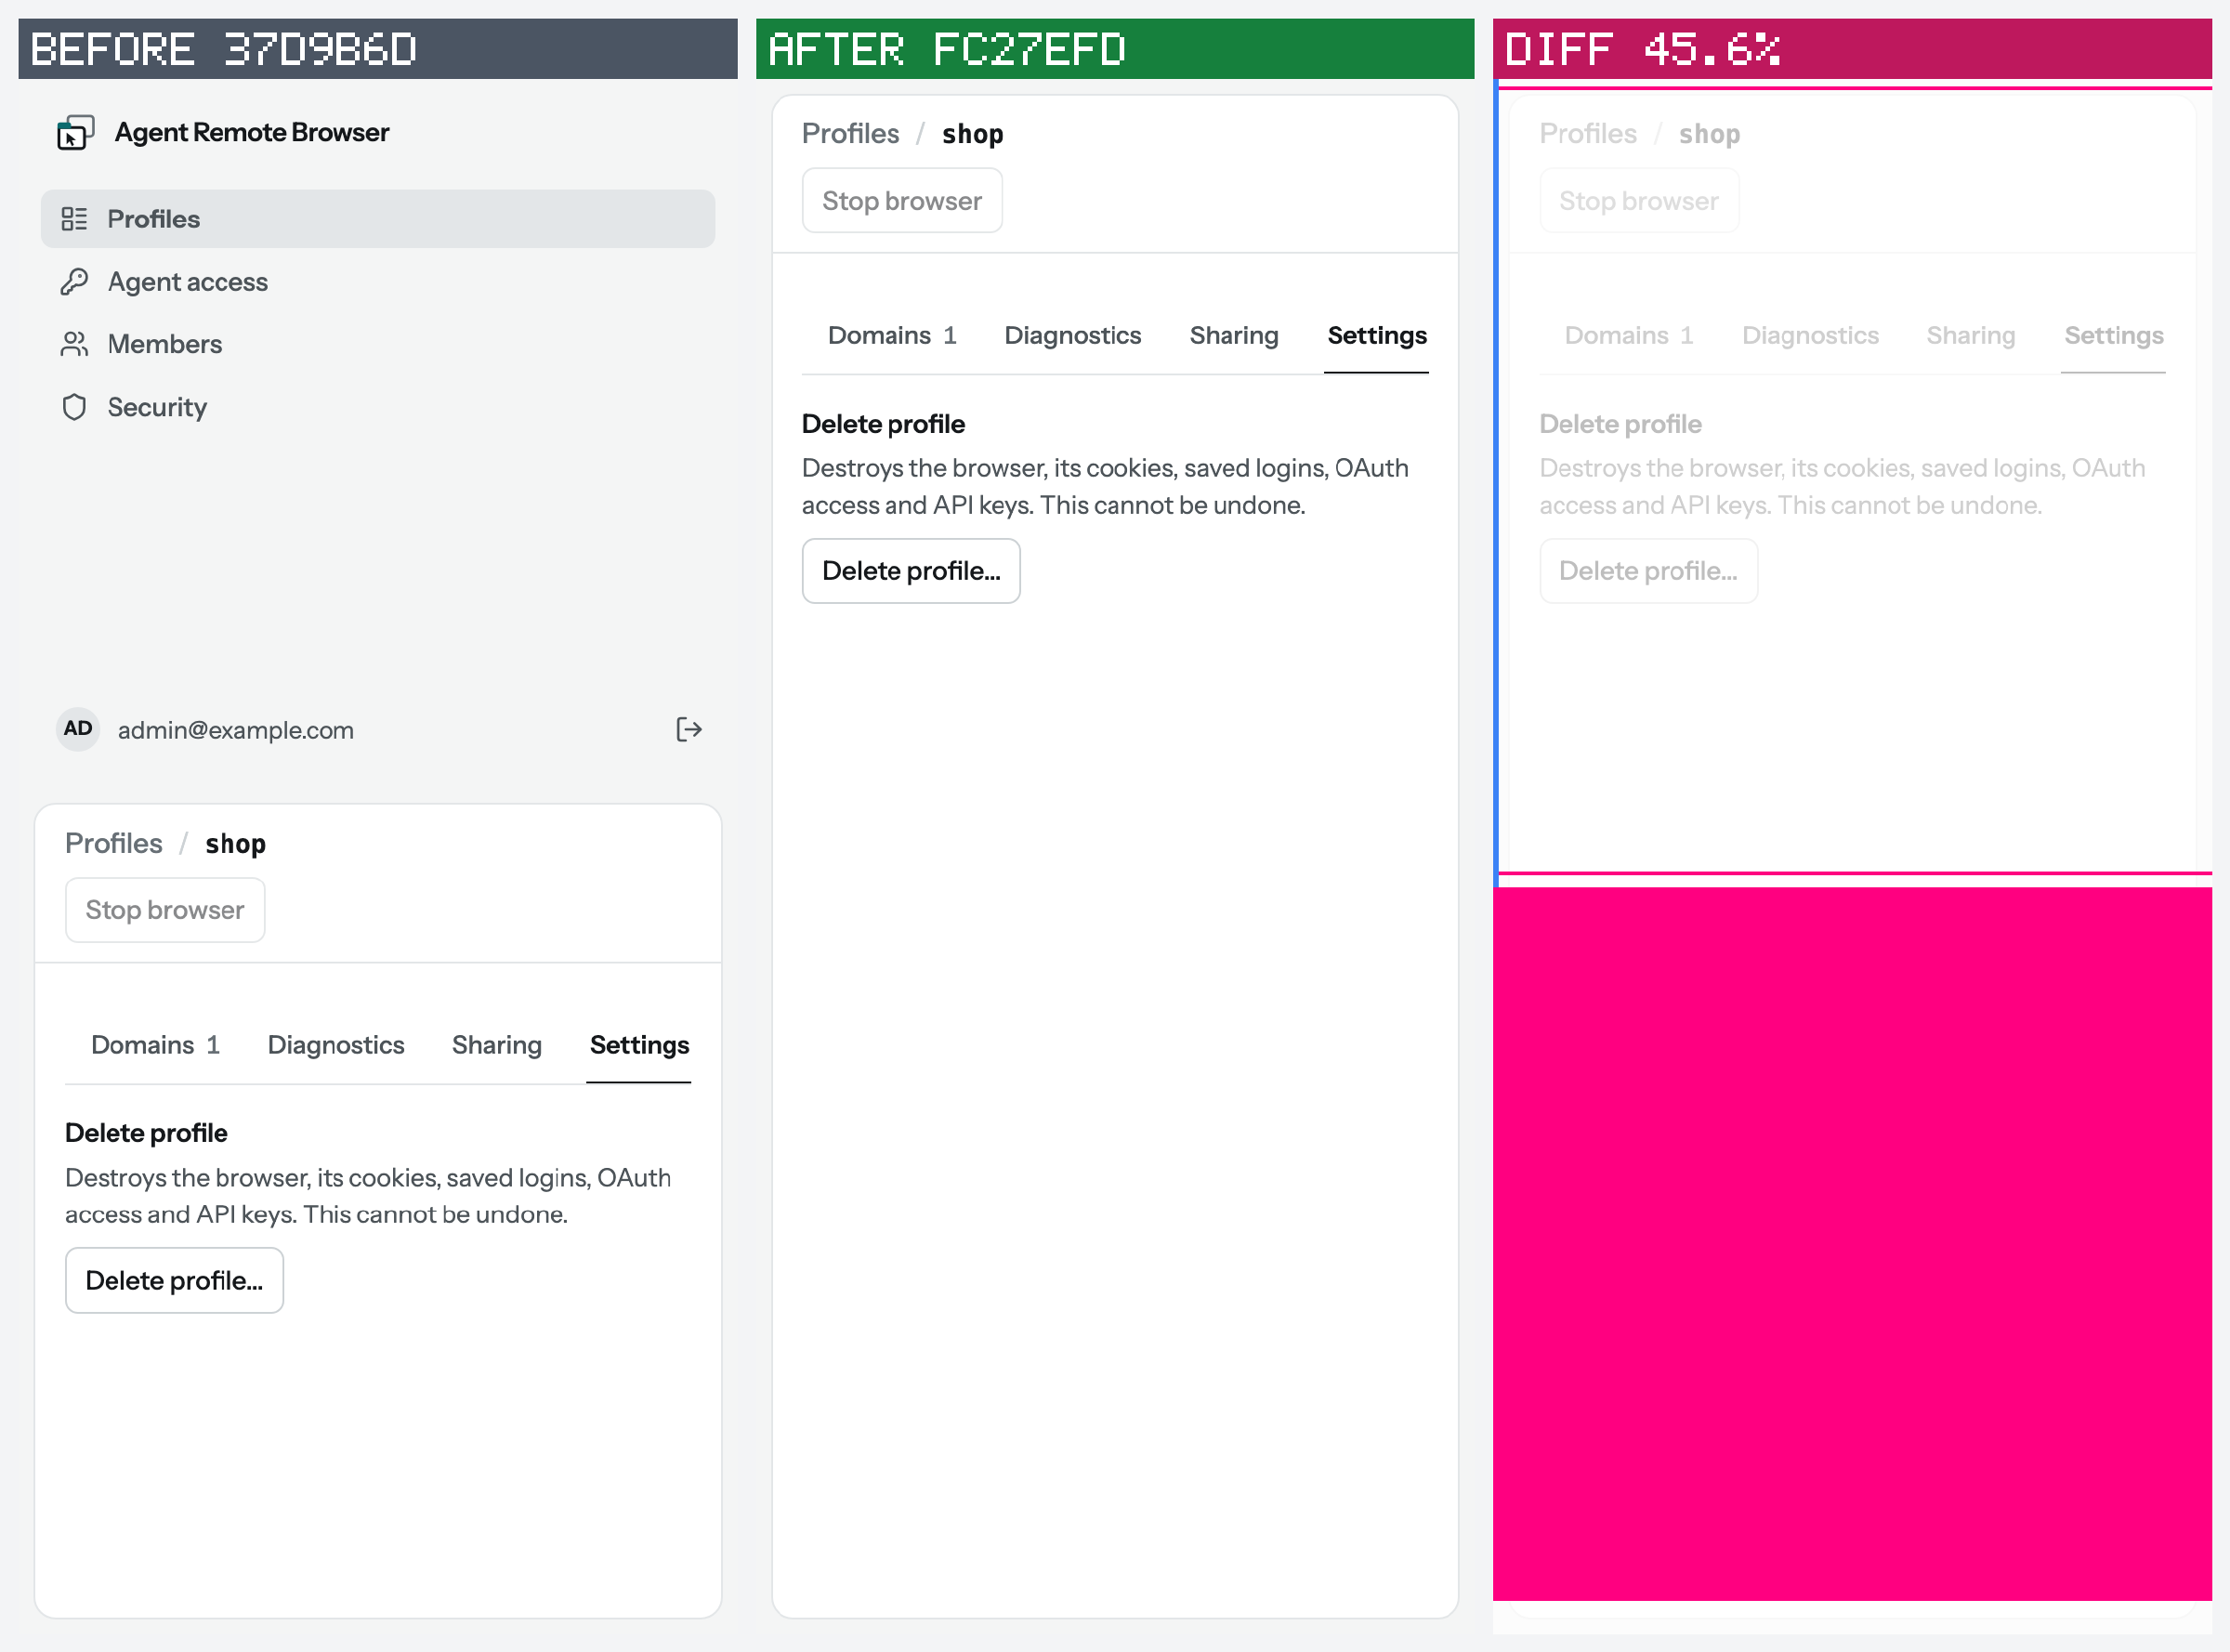 BEFORE 37D9B6D
Agent Remote Browser
Profiles
Agent access
Members
Security
AD admin@example.com
Profiles / shop
Stop browser
Domains 1 Diagnostics Sharing Settings
Delete profile
Destroys the browser, its cookies, saved logins, OAuth
access and API keys. This cannot be undone.
Delete profile...
AFTER FC27EFD
Profiles / shop
Stop browser
Domains 1 Diagnostics Sharing Settings
Delete profile
Destroys the browser, its cookies, saved logins, OAuth
access and API keys. This cannot be undone.
Delete profile...
DIFF 45.6%
Profiles / shop
Stop browser
Domains 1 Diagnostics Sharing Settings
Delete profile
Destroys the browser, its cookies, saved logins, OAuth
access and API keys. This cannot be undone.
Delete profile...